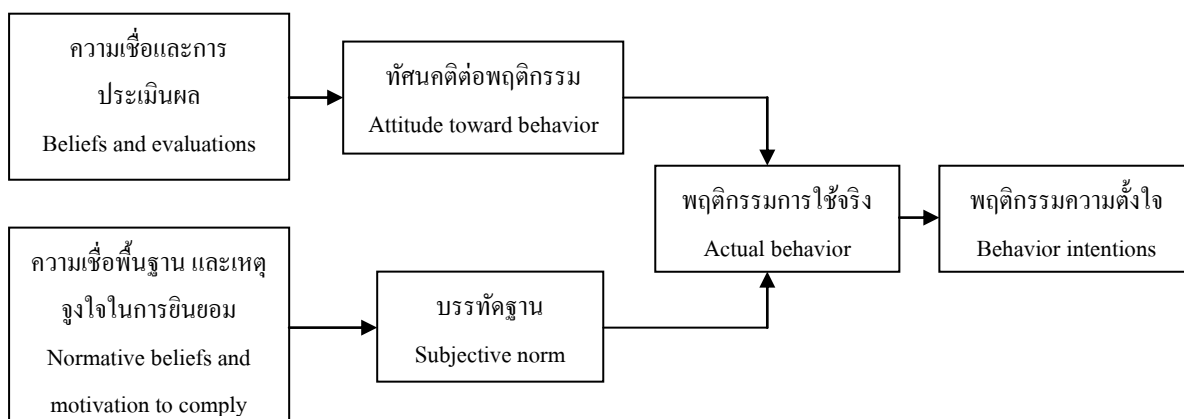 ความเชื่อและการ
ประเมินผล
Beliefs and evaluations
ทัศนคติต่อพฤติกรรม
Attitude toward behavior
พฤติกรรมการใช้จริง
Actual behavior
พฤติกรรมความตั้งใจ
Behavior intentions
ความเชื่อพื้นฐาน และเหตุ
จูงใจในการยินยอม
Normative beliefs and
motivation to comply
บรรทัดฐาน
Subjective norm